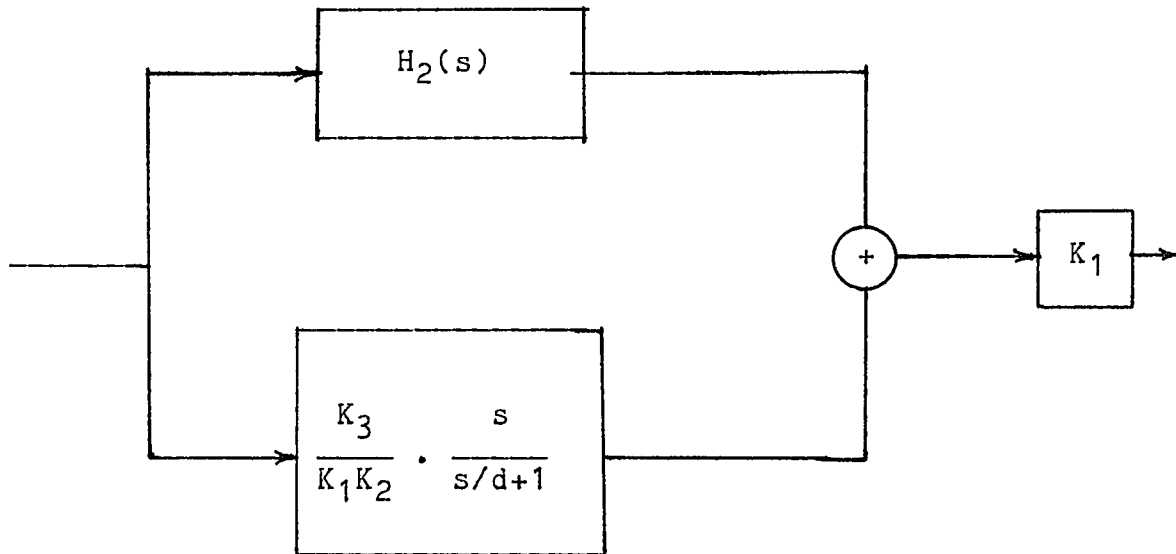 H₂(s)
+
K₁
K₃/(K₁K₂) · s/(s/d+1)